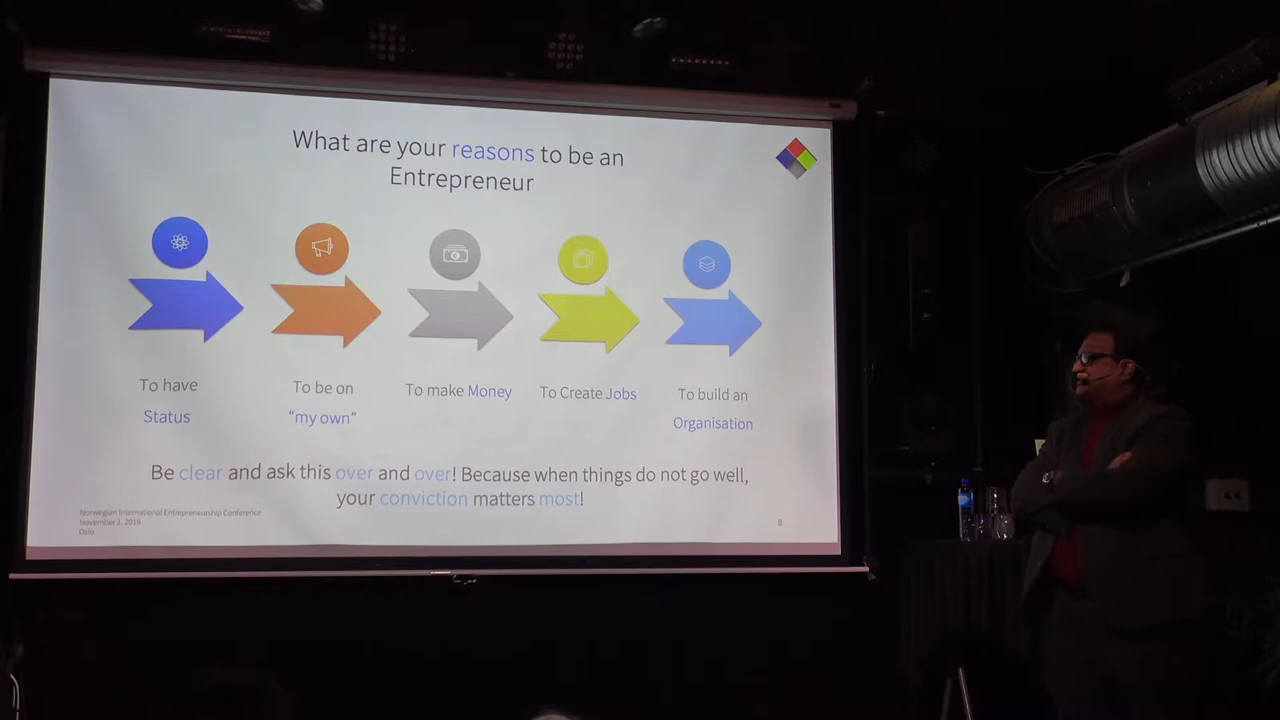 What are your reasons to be an
Entrepreneur
To have
Status
To be on
"my own"
To make Money
To Create Jobs
To build an
Organisation
Be clear and ask this over and over! Because when things do not go well,
your conviction matters most!
Norwegian International Entrepreneurship Conference
November 1, 2019
Oslo
8